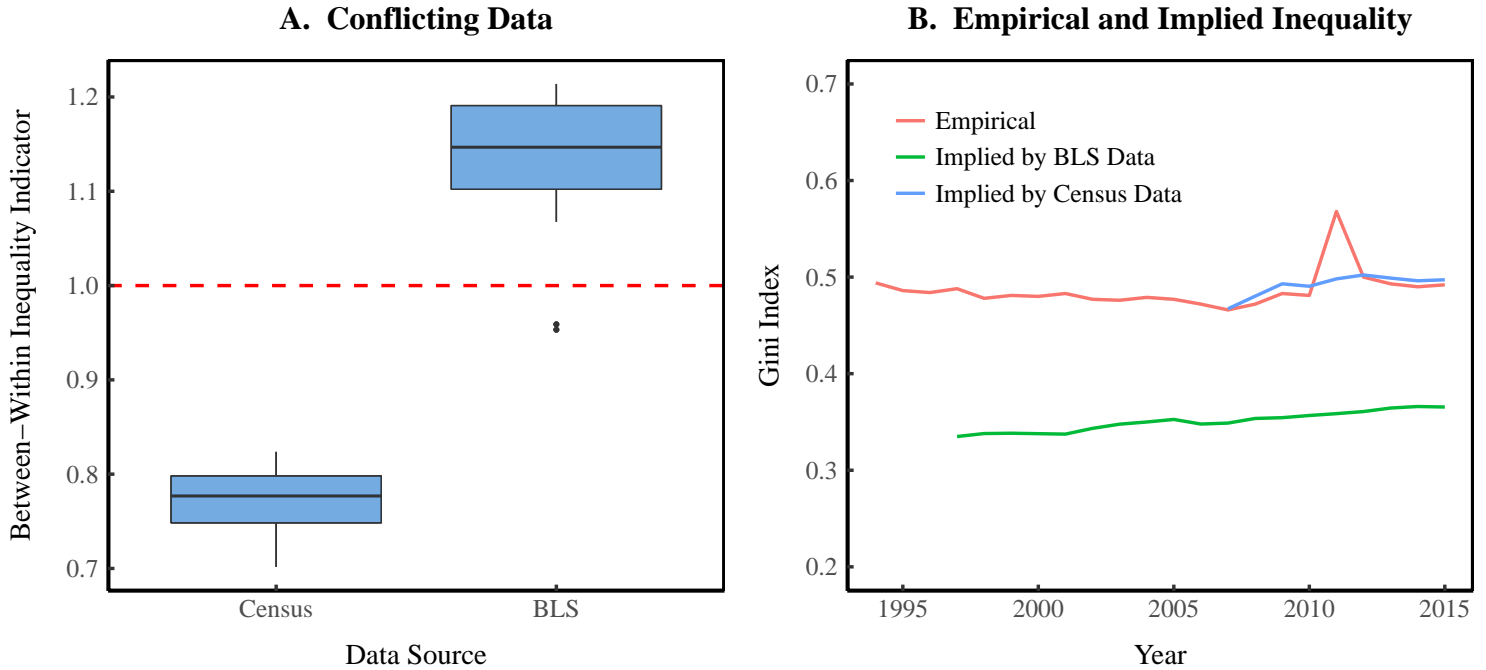 A. Conflicting Data
Between−Within Inequality Indicator
1.2
1.1
1.0
0.9
0.8
0.7
Census
BLS
Data Source
B. Empirical and Implied Inequality
Gini Index
0.7
0.6
0.5
0.4
0.3
0.2
Empirical
Implied by BLS Data
Implied by Census Data
1995
2000
2005
2010
2015
Year